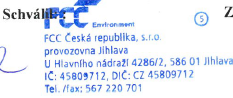 Schválil: Z
FCC Environment
FCC Česká republika, s.r.o.
provozovna Jihlava
U Hlavního nádraží 4286/2, 586 01 Jihlava
IČ: 45809712, DIČ: CZ 45809712
Tel./fax: 567 220 701